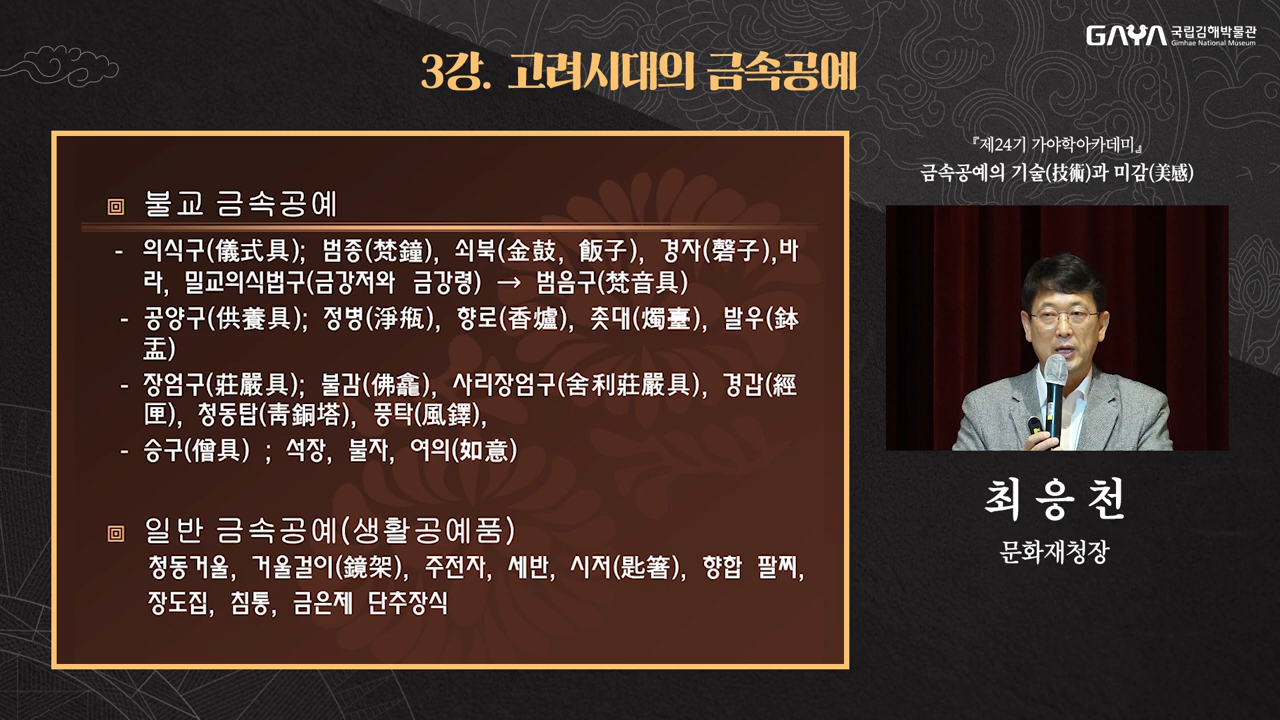 GAYA 국립김해박물관
Gimhae National Museum
3강. 고려시대의 금속공예
불교 금속공예
- 의식구(儀式具); 범종(梵鐘), 쇠북(金鼓, 飯子), 경자(磬子),바
라, 밀교의식법구(금강저와 금강령) → 범음구(梵音具)
- 공양구(供養具); 정병(淨甁), 향로(香爐), 촛대(燭臺), 발우(鉢
盂)
- 장엄구(莊嚴具); 불감(佛龕), 사리장엄구(舍利莊嚴具), 경갑(經
匣), 청동탑(靑銅塔), 풍탁(風鐸),
- 승구(僧具) ; 석장, 불자, 여의(如意)
일반 금속공예(생활공예품)
청동거울, 거울걸이(鏡架), 주전자, 세반, 시저(匙箸), 향합 팔찌,
장도집, 침통, 금은제 단추장식
『제24기 가야학아카데미』
금속공예의 기술(技術)과 미감(美感)
최응천
문화재청장